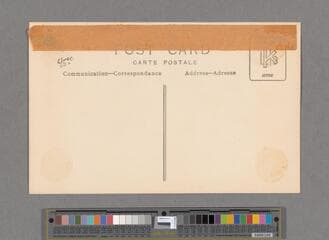 POST CARD
CARTE POSTALE
Communication—Correspondance Address—Adresse